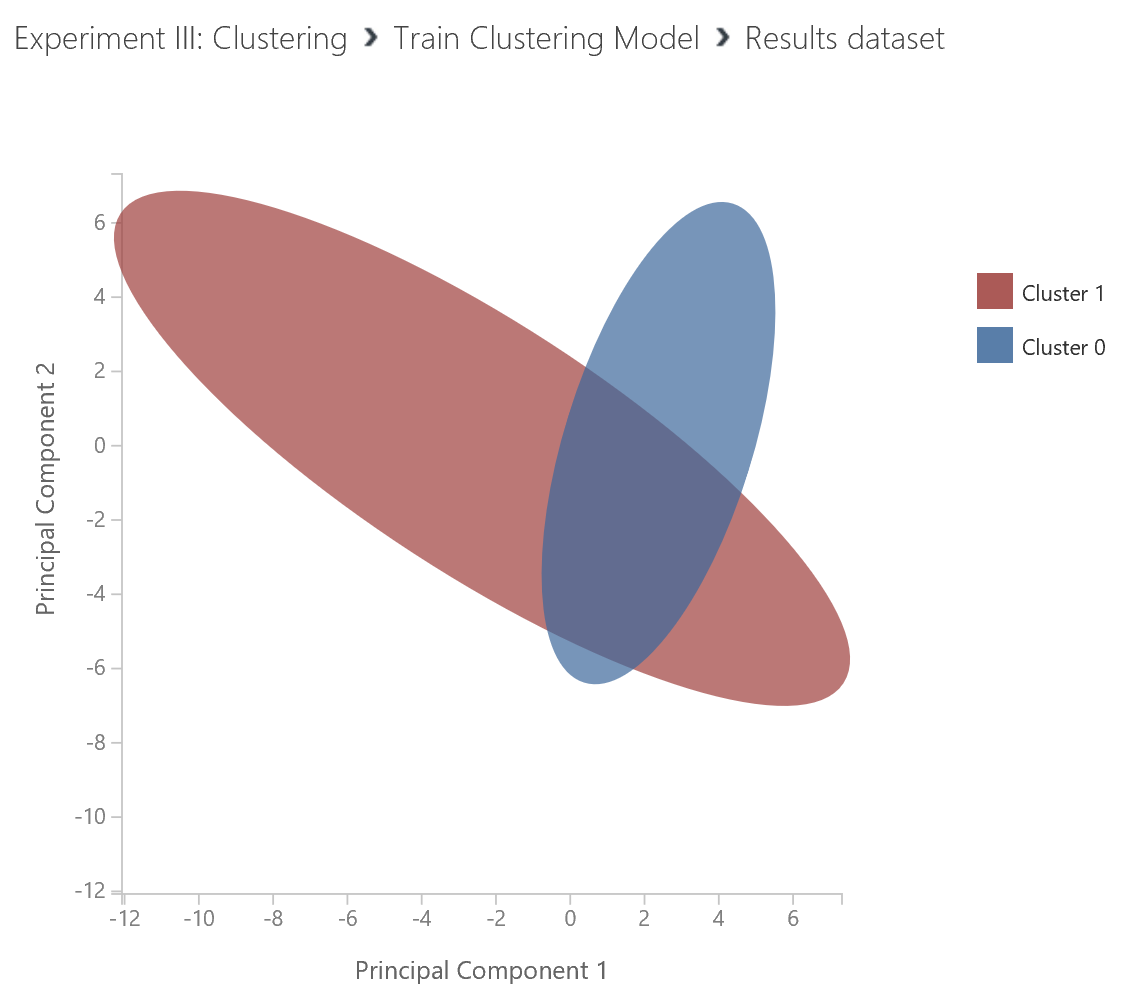 Experiment III: Clustering › Train Clustering Model › Results dataset
6
4
2
0
-2
-4
-6
-8
-10
-12
Principal Component 2
-12 -10 -8 -6 -4 -2 0 2 4 6
Principal Component 1
Cluster 1
Cluster 0